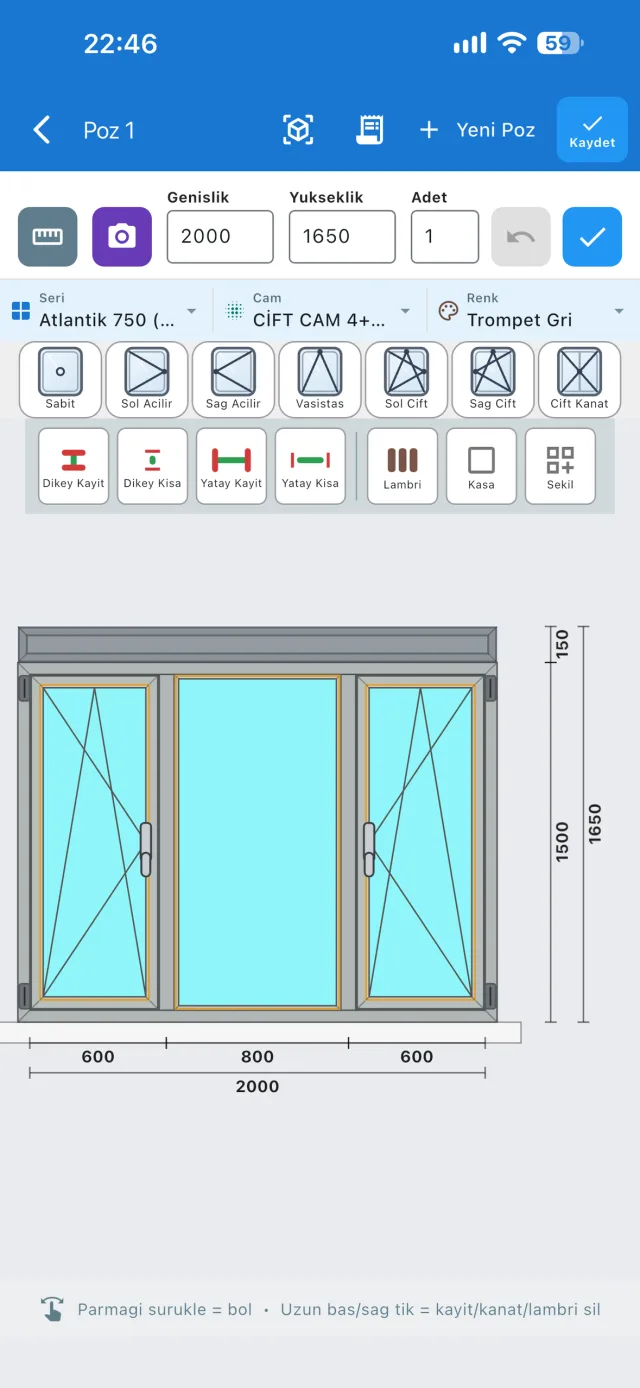 22:46
59
Poz 1
+ Yeni Poz
Kaydet
Genislik
Yukseklik
Adet
2000
1650
1
Seri
Atlantik 750 (...
Cam
CİFT CAM 4+...
Renk
Trompet Gri
Sabit
Sol Acilir
Sag Acilir
Vasistas
Sol Cift
Sag Cift
Cift Kanat
Dikey Kayit
Dikey Kisa
Yatay Kayit
Yatay Kisa
Lambri
Kasa
Sekil
150
1500
1650
600
800
600
2000
Parmagi surukle = bol • Uzun bas/sag tik = kayit/kanat/lambri sil